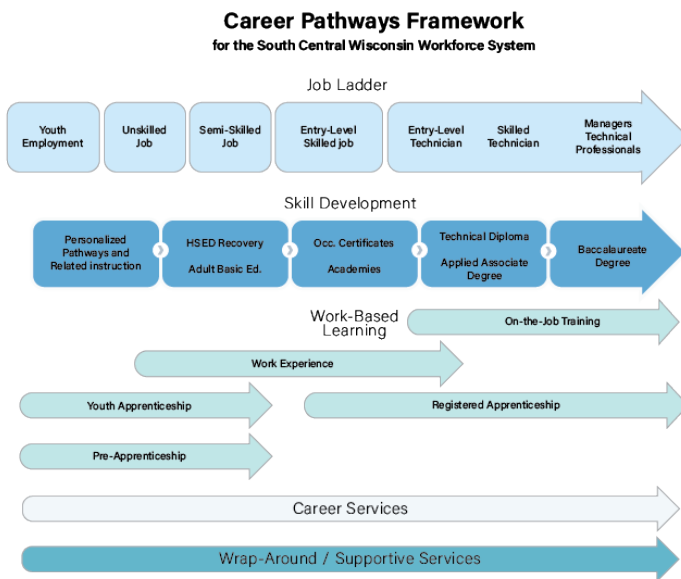 Career Pathways Framework
for the South Central Wisconsin Workforce System
Job Ladder
Youth
Employment
Unskilled
Job
Semi-Skilled
Job
Entry-Level
Skilled job
Entry-Level
Technician
Skilled
Technician
Managers
Technical
Professionals
Skill Development
Personalized
Pathways and
Related instruction
HSED Recovery
Adult Basic Ed.
Occ. Certificates
Academies
Technical Diploma
Applied Associate
Degree
Baccalaureate
Degree
Work-Based
Learning
On-the-Job Training
Work Experience
Youth Apprenticeship
Registered Apprenticeship
Pre-Apprenticeship
Career Services
Wrap-Around / Supportive Services